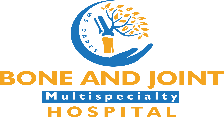 BONE AND JOINT
Multispecialty
HOSPITAL